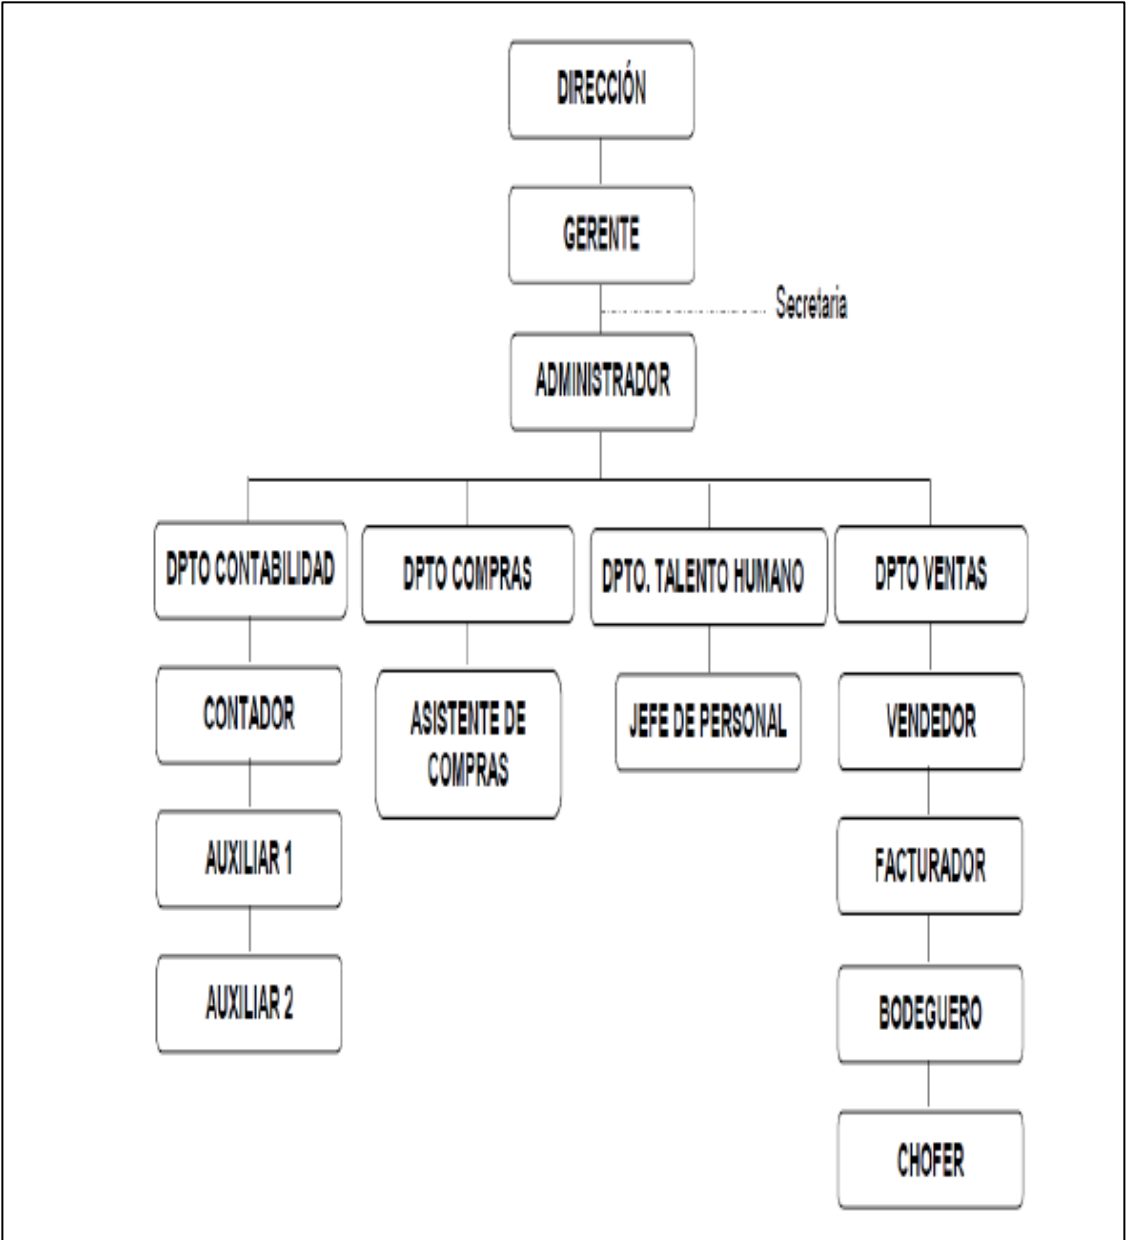 DIRECCIÓN
GERENTE
Secretaria
ADMINISTRADOR
DPTO CONTABILIDAD
DPTO COMPRAS
DPTO. TALENTO HUMANO
DPTO VENTAS
CONTADOR
ASISTENTE DE
COMPRAS
JEFE DE PERSONAL
VENDEDOR
AUXILIAR 1
FACTURADOR
AUXILIAR 2
BODEGUERO
CHOFER